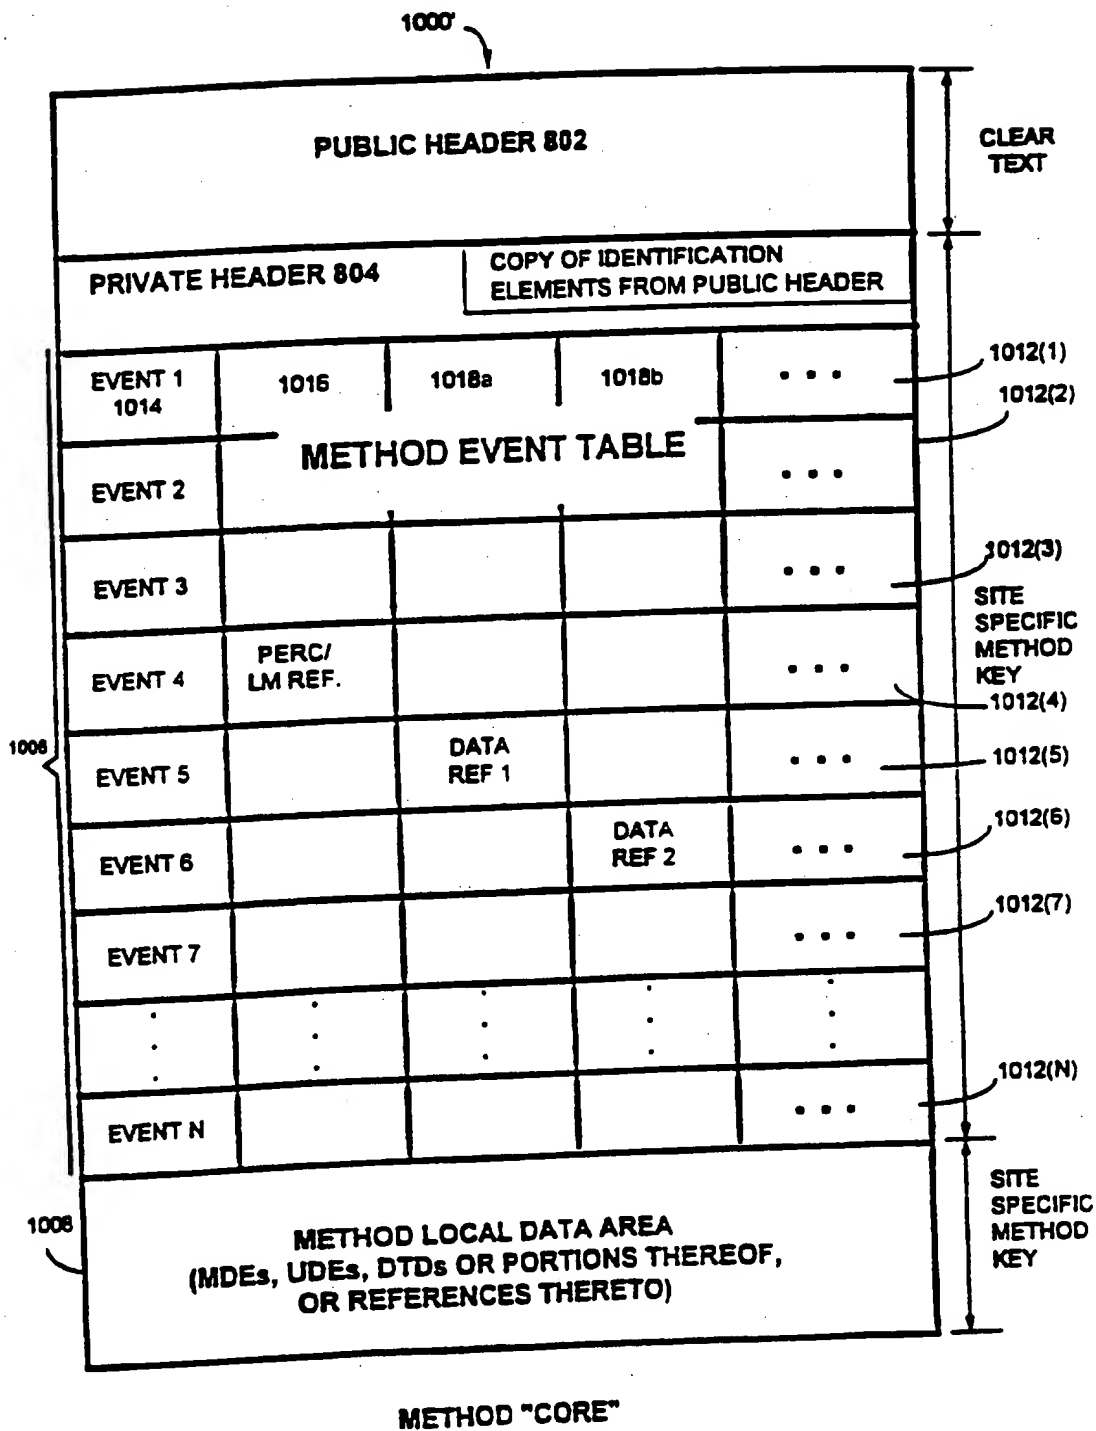 1000'
PUBLIC HEADER 802
CLEAR
TEXT
PRIVATE HEADER 804
COPY OF IDENTIFICATION
ELEMENTS FROM PUBLIC HEADER
EVENT 1
1014
1016
1018a
1018b
• • •
1012(1)
1012(2)
METHOD EVENT TABLE
EVENT 2
• • •
EVENT 3
• • •
1012(3)
SITE
SPECIFIC
METHOD
KEY
EVENT 4
PERC/
LM REF.
• • •
1012(4)
1006
EVENT 5
DATA
REF 1
• • •
1012(5)
EVENT 6
DATA
REF 2
• • •
1012(6)
EVENT 7
• • •
1012(7)
EVENT N
• • •
1012(N)
1008
METHOD LOCAL DATA AREA
(MDEs, UDEs, DTDs OR PORTIONS THEREOF,
OR REFERENCES THERETO)
SITE
SPECIFIC
METHOD
KEY
METHOD "CORE"